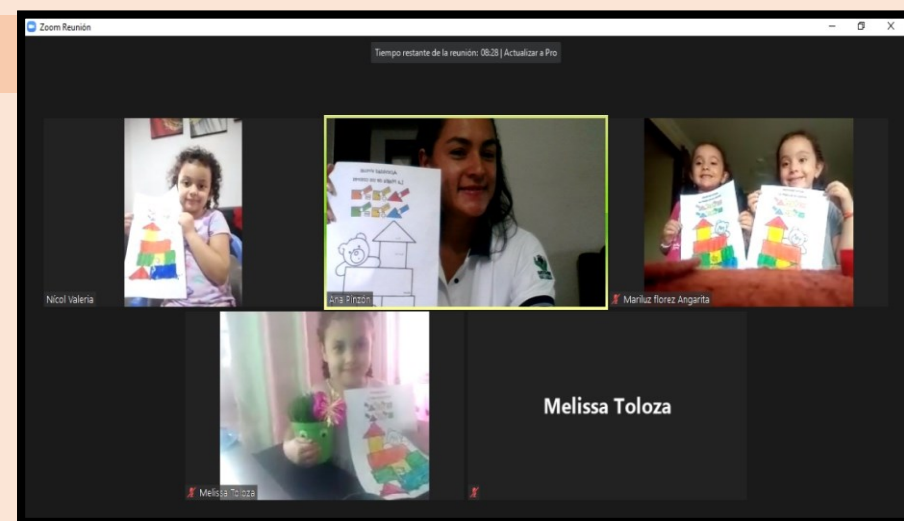 Zoom Reunión
Tiempo restante de la reunión: 08:28 | Actualizar a Pro
Nicol Valeria
Ana Pinzón
Mariluz florez Angarita
Melissa Toloza
Melissa Toloza